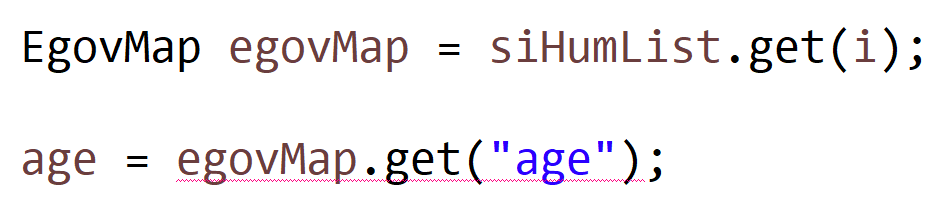 EgovMap egovMap = siHumList.get(i);
age = egovMap.get("age");